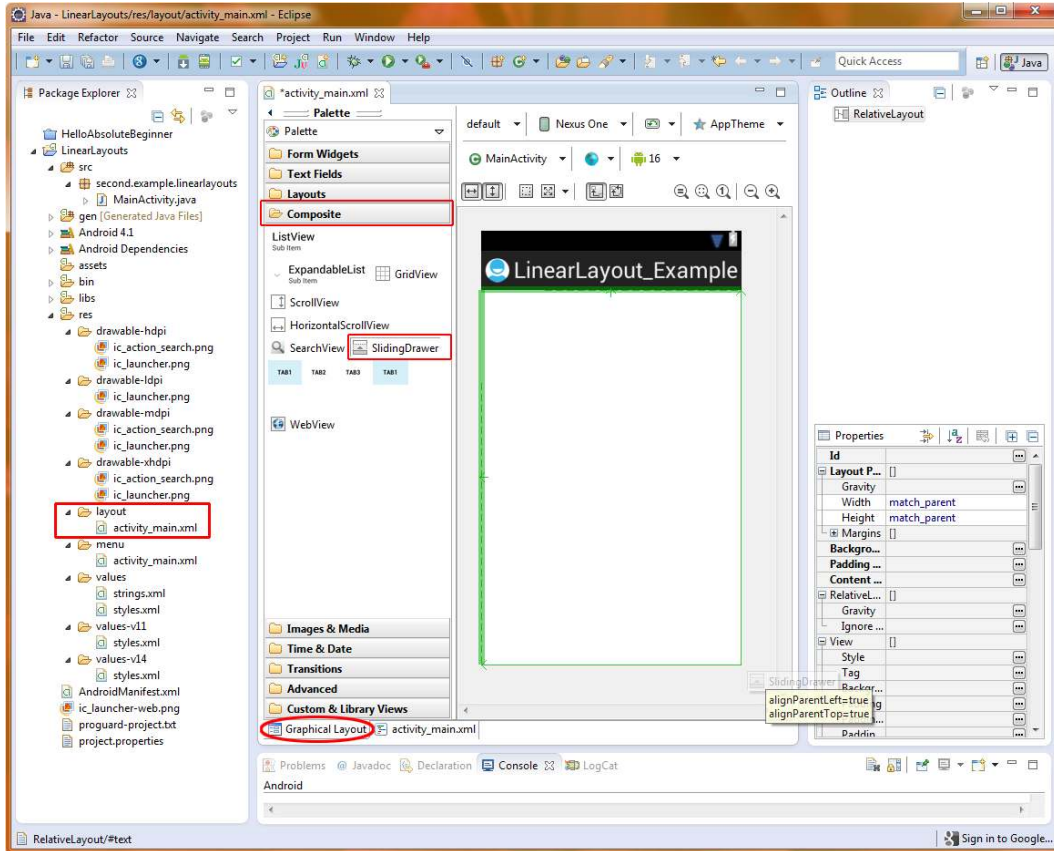 Java - LinearLayouts/res/layout/activity_main.xml - Eclipse
File Edit Refactor Source Navigate Search Project Run Window Help
Quick Access
Java
Package Explorer
HelloAbsoluteBeginner
LinearLayouts
src
second.example.linearlayouts
MainActivity.java
gen [Generated Java Files]
Android 4.1
Android Dependencies
assets
bin
libs
res
drawable-hdpi
ic_action_search.png
ic_launcher.png
drawable-ldpi
ic_launcher.png
drawable-mdpi
ic_action_search.png
ic_launcher.png
drawable-xhdpi
ic_action_search.png
ic_launcher.png
layout
activity_main.xml
menu
activity_main.xml
values
strings.xml
styles.xml
values-v11
styles.xml
values-v14
styles.xml
AndroidManifest.xml
ic_launcher-web.png
proguard-project.txt
project.properties
*activity_main.xml
Palette
Palette
Form Widgets
Text Fields
Layouts
Composite
ListView
Sub Item
ExpandableList
Sub Item
GridView
ScrollView
HorizontalScrollView
SearchView
SlidingDrawer
TAB1 TAB2 TAB3 TAB1
WebView
Images & Media
Time & Date
Transitions
Advanced
Custom & Library Views
Graphical Layout
activity_main.xml
default
Nexus One
AppTheme
MainActivity
16
LinearLayout_Example
SlidingDrawer
alignParentLeft=true
alignParentTop=true
Outline
RelativeLayout
Properties
Id
Layout P... []
Gravity
Width match_parent
Height match_parent
Margins []
Backgro...
Padding ...
Content ...
RelativeL... []
Gravity
Ignore ...
View []
Style
Tag
Backgr...
Paddin
Problems
Javadoc
Declaration
Console
LogCat
Android
RelativeLayout/#text
Sign in to Google...